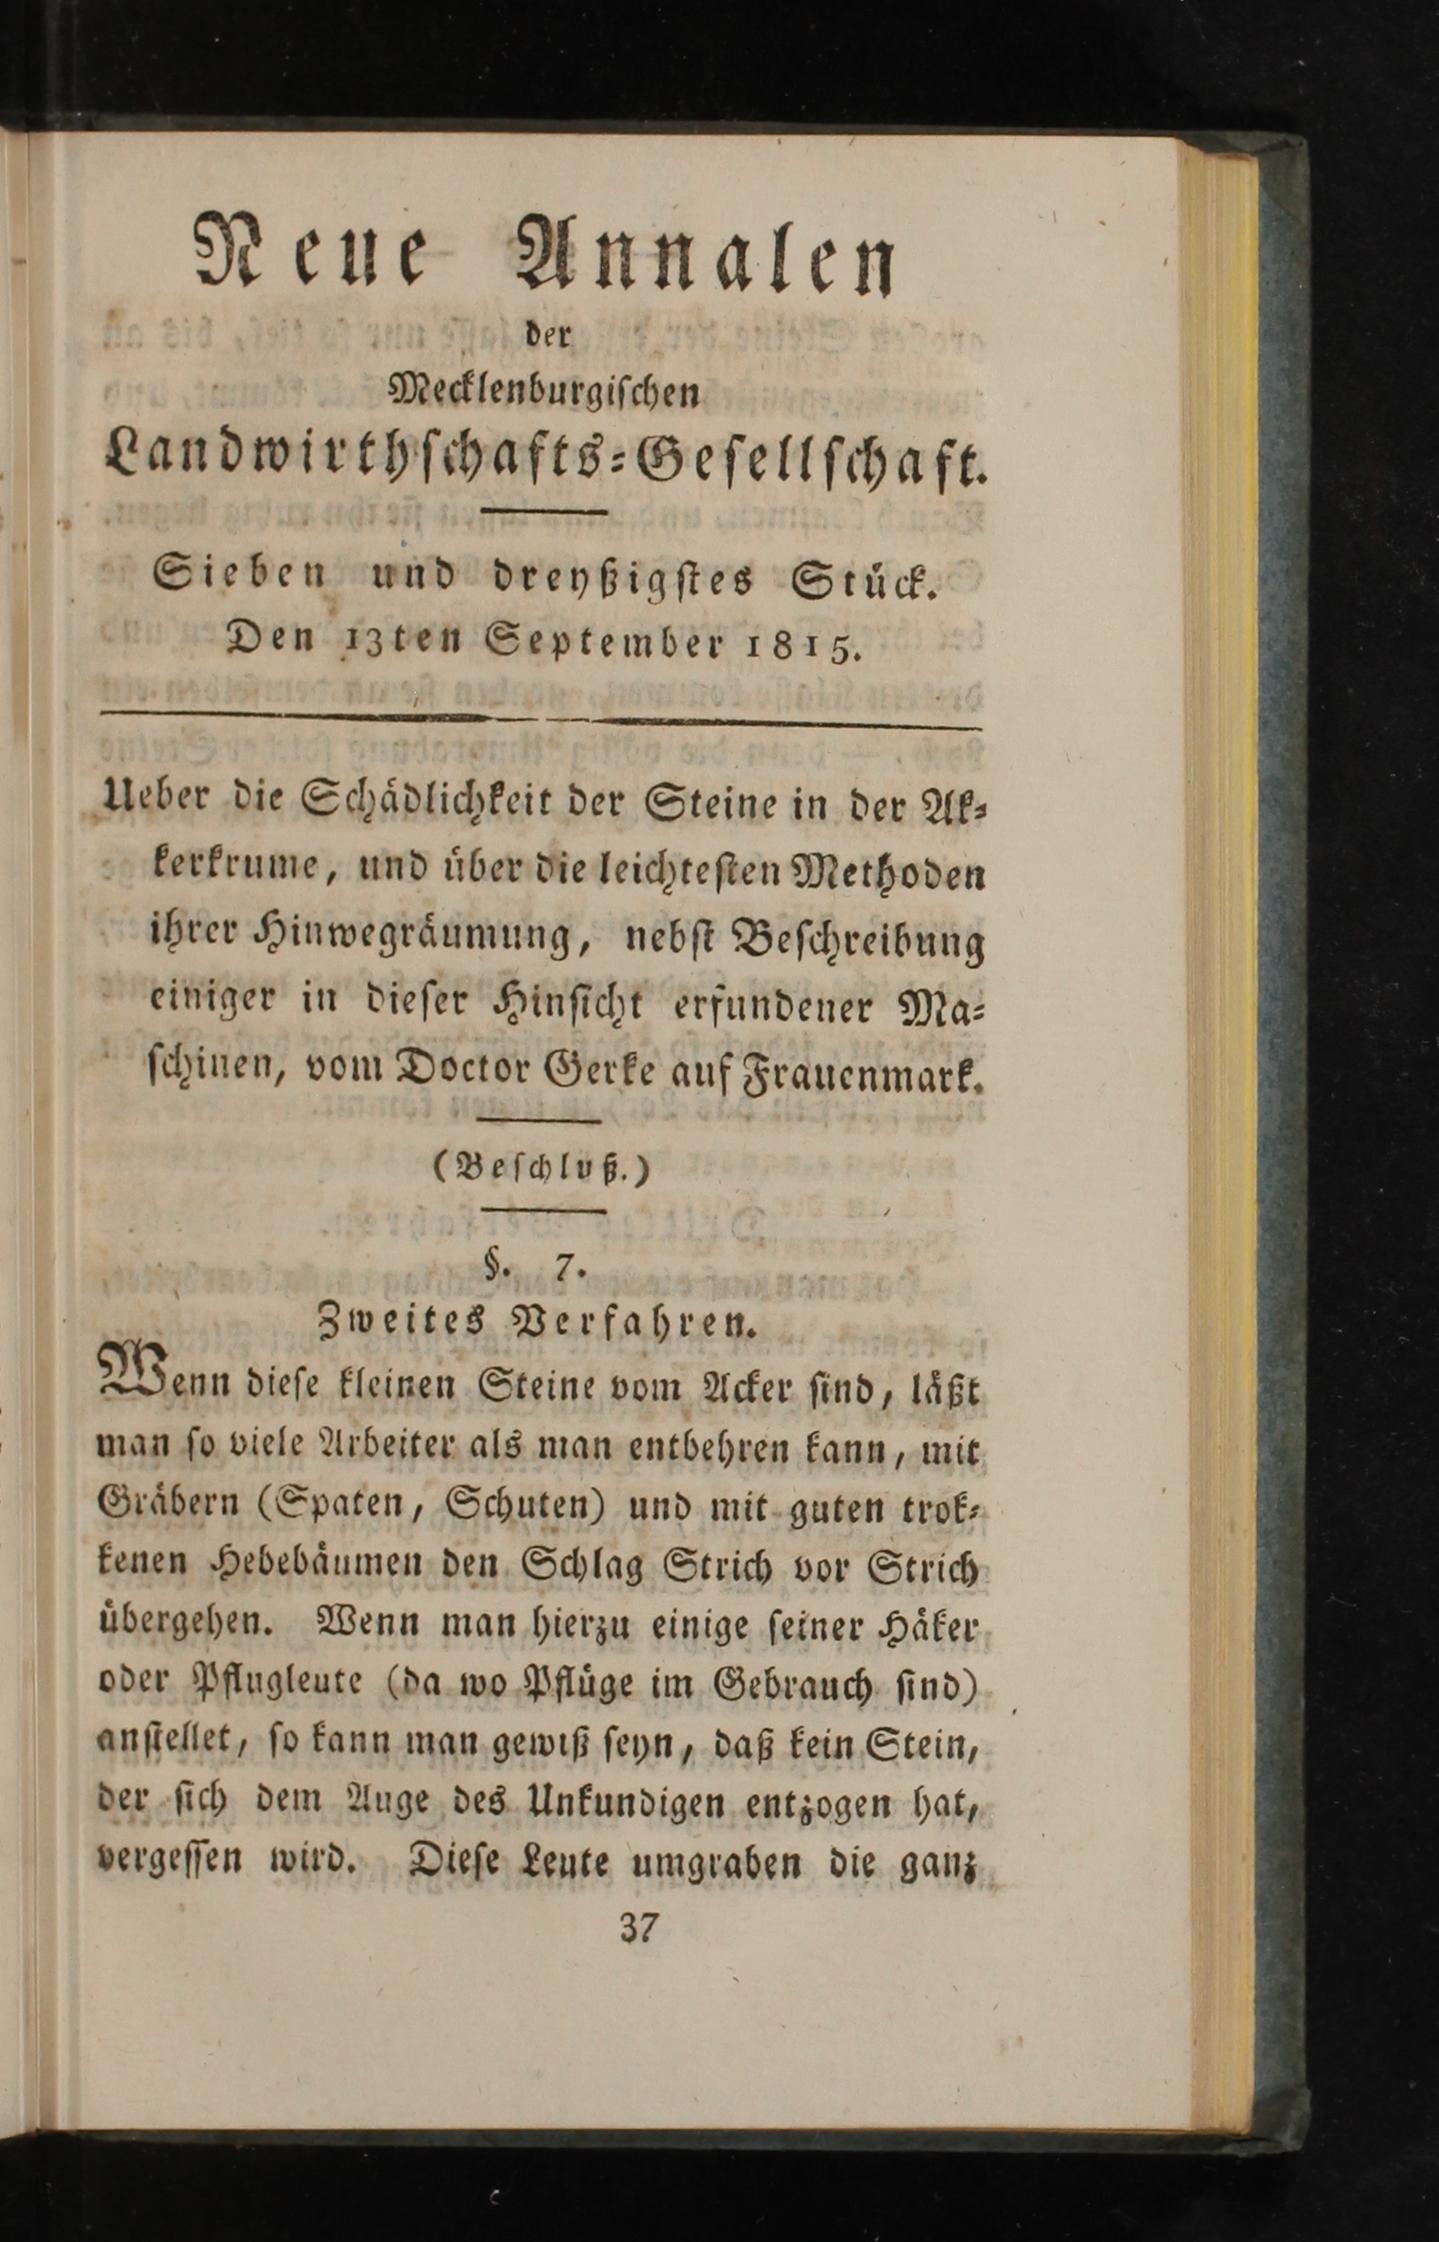 Neue Annalen
der
Mecklenburgiſchen
Landwirthſchafts⸗Geſellſchaft.
Sieben und dreyßigſtes Stück.
Den 13ten September 1815.
Ueber die Schädlichkeit der Steine in der Ak⸗
kerkrume, und über die leichteſten Methoden
ihrer Hinwegräumung, nebſt Beſchreibung
einiger in dieſer Hinſicht erfundener Ma⸗
ſchinen, vom Doctor Gerke auf Frauenmark.
(Beſchluß.)
§. 7.
Zweites Verfahren.
Wenn dieſe kleinen Steine vom Acker ſind, läßt
man ſo viele Arbeiter als man entbehren kann, mit
Gräbern (Spaten, Schuten) und mit guten trok⸗
kenen Hebebäumen den Schlag Strich vor Strich
übergehen. Wenn man hierzu einige ſeiner Häker
oder Pflugleute (da wo Pflüge im Gebrauch ſind)
anſtellet, ſo kann man gewiß ſeyn, daß kein Stein,
der ſich dem Auge des Unkundigen entzogen hat,
vergeſſen wird. Dieſe Leute umgraben die ganz
37